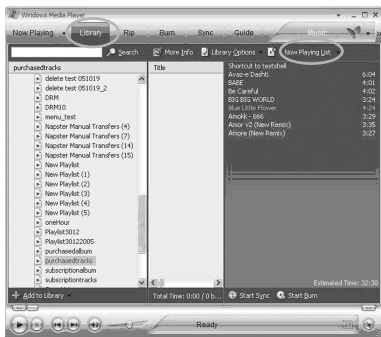 Windows Media Player
Now Playing Library Rip Burn Sync Guide Music
Search More Info Library Options Now Playing List
purchasedtracks
delete test 051019
delete test 051019_2
DRM
DRM10
menu_test
Napster Manual Transfers (4)
Napster Manual Transfers (7)
Napster Manual Transfers (14)
Napster Manual Transfers (15)
New Playlist
New Playlist (1)
New Playlist (2)
New Playlist (3)
New Playlist (4)
New Playlist (5)
oneHour
Playlist3012
Playlist30122005
purchasedalbum
purchasedtracks
subscriptionalbum
subscriptiontracks
Title
Shortcut to testshell
Avaz-e Dashti 6:04
BABE 4:01
Be Careful 4:02
BIG BIG WORLD 3:24
Blue Little Flower 4:24
Amokk - 666 3:29
Amor v2 (New Remix) 3:35
Amore (New Remix) 3:27
Estimated Time: 32:30
Add to Library Total Time: 0:00 / 0 b... Start Sync Start Burn
Ready